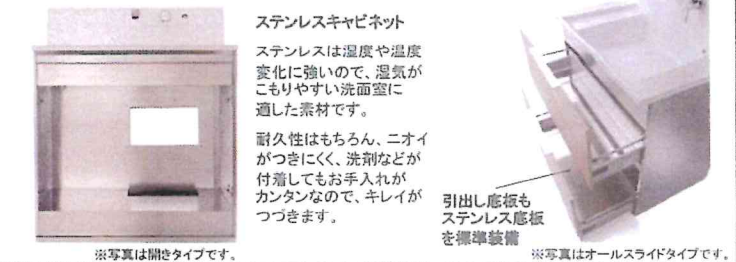 ステンレスキャビネット
ステンレスは湿度や温度
変化に強いので、湿気が
こもりやすい洗面室に
適した素材です。
耐久性はもちろん、ニオイ
がつきにくく、洗剤などが
付着してもお手入れが
カンタンなので、キレイが
つづきます。
※写真は開きタイプです。
引出し底板も
ステンレス底板
を標準装備
※写真はオールスライドタイプです。